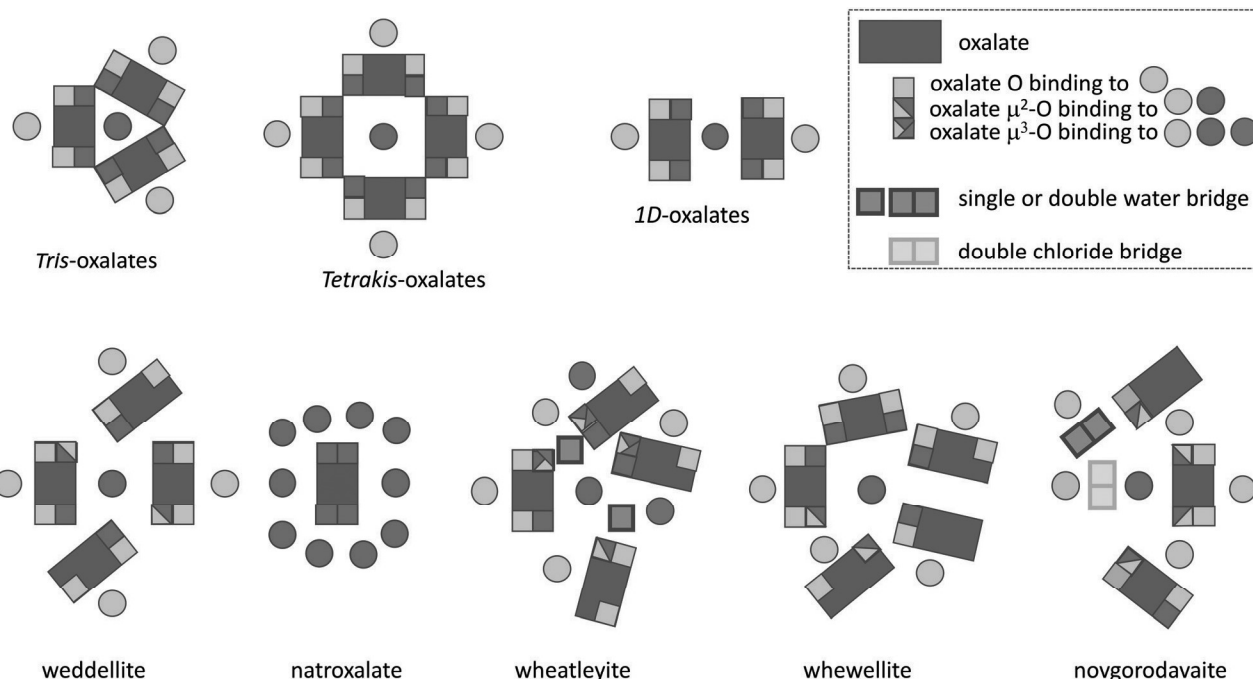 oxalate
oxalate O binding to
oxalate μ²-O binding to
oxalate μ³-O binding to
single or double water bridge
double chloride bridge
Tris-oxalates
Tetrakis-oxalates
1D-oxalates
weddellite
natroxalate
wheatleyite
whewellite
novgorodavaite